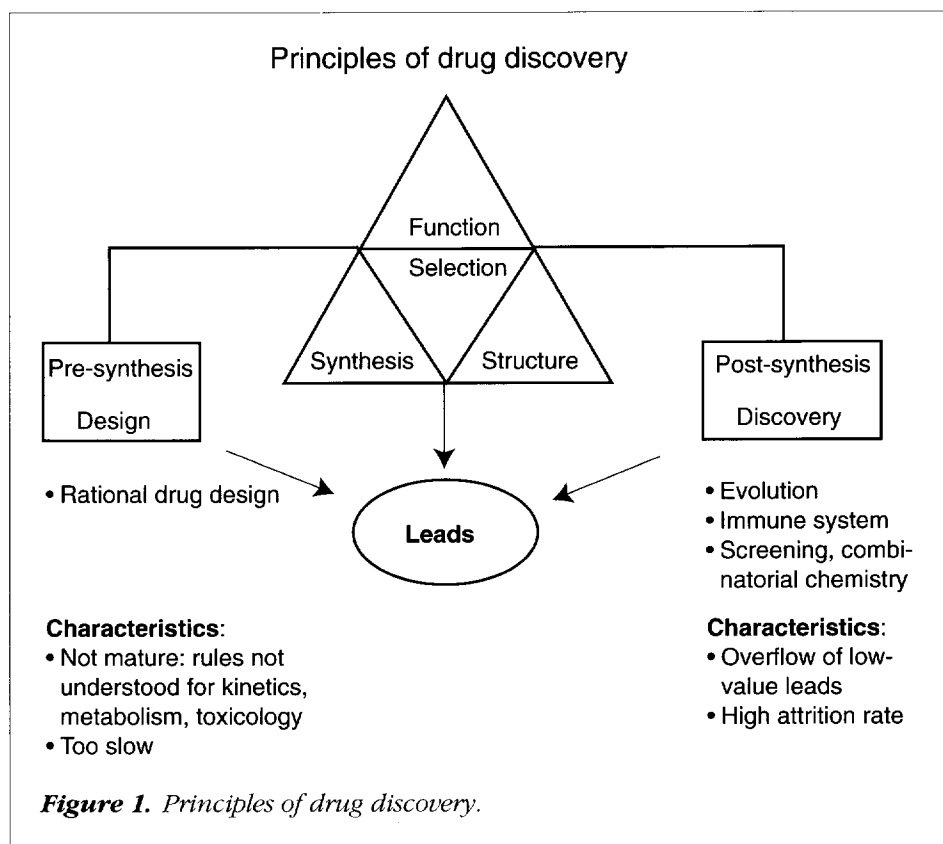 Principles of drug discovery
Function
Selection
Synthesis
Structure
Pre-synthesis
Design
Post-synthesis
Discovery
• Rational drug design
Leads
• Evolution
• Immune system
• Screening, combi-
natorial chemistry
Characteristics:
• Not mature: rules not
understood for kinetics,
metabolism, toxicology
• Too slow
Characteristics:
• Overflow of low-
value leads
• High attrition rate
Figure 1. Principles of drug discovery.